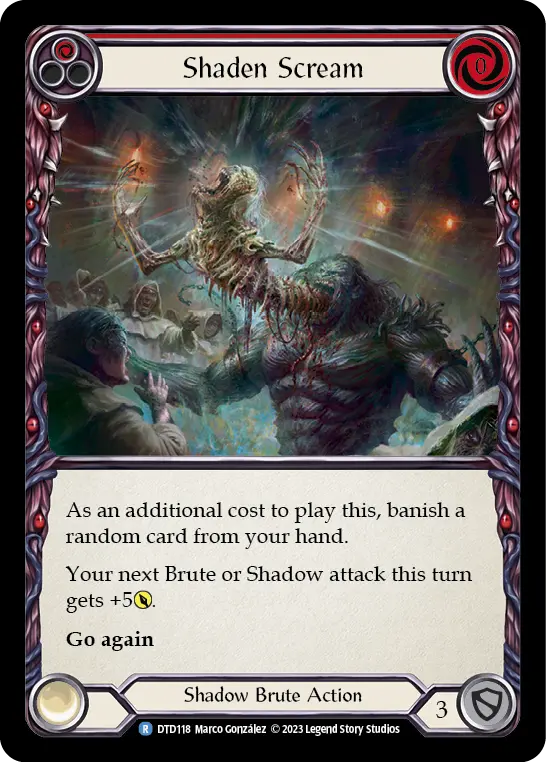 Shaden Scream
0
As an additional cost to play this, banish a
random card from your hand.
Your next Brute or Shadow attack this turn
gets +5.
Go again
Shadow Brute Action
3
R DTD118 Marco González © 2023 Legend Story Studios